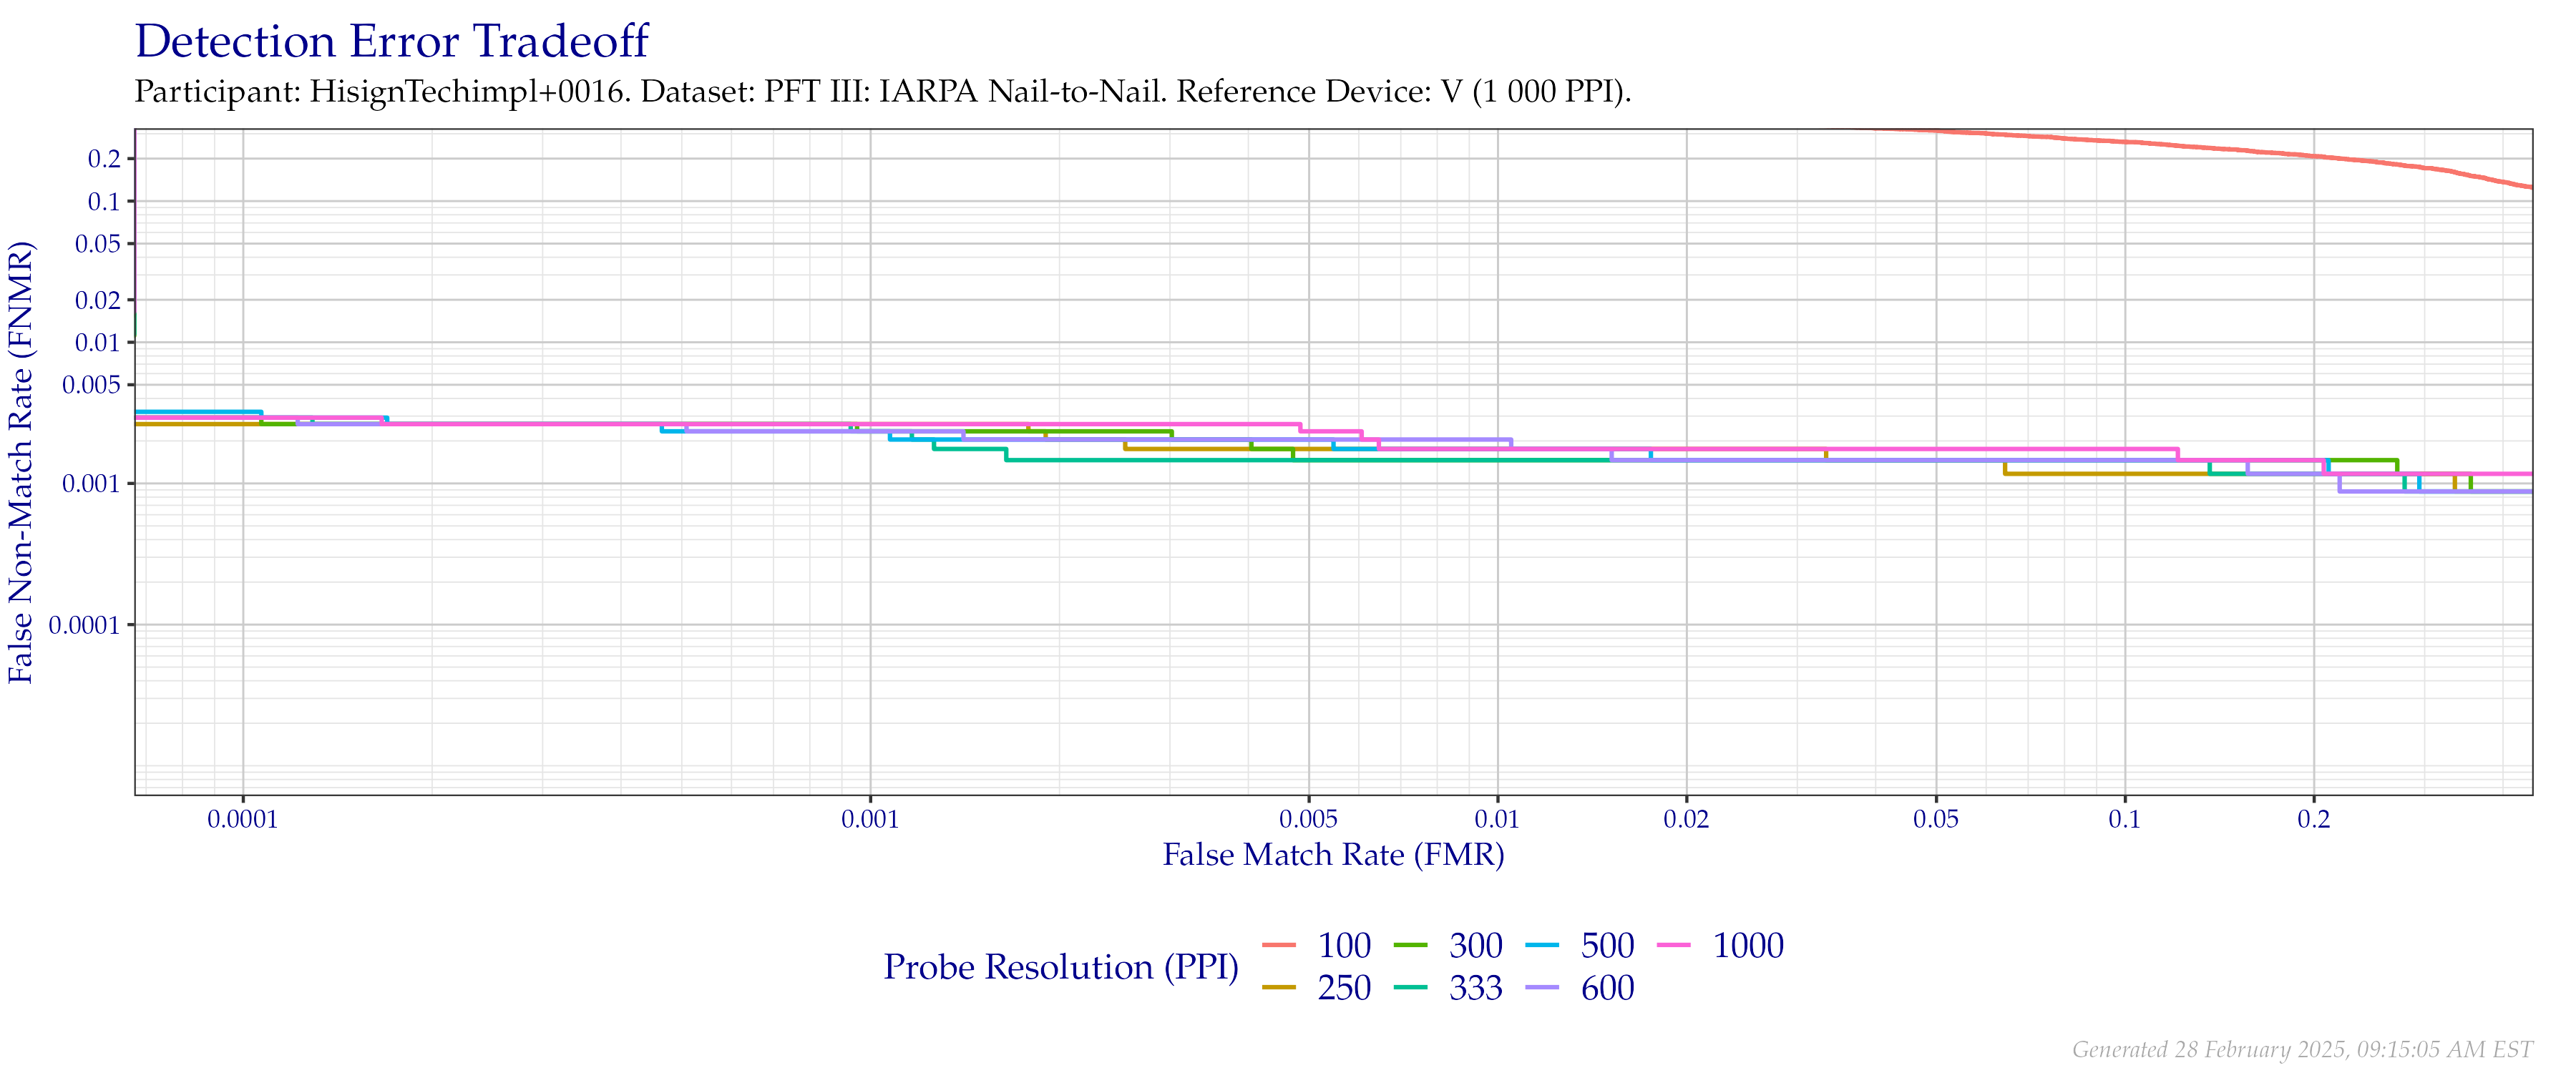 Detection Error Tradeoff
Participant: HisignTechimpl+0016. Dataset: PFT III: IARPA Nail-to-Nail. Reference Device: V (1 000 PPI).
False Non-Match Rate (FNMR)
0.2
0.1
0.05
0.02
0.01
0.005
0.001
0.0001
0.0001 0.001 0.005 0.01 0.02 0.05 0.1 0.2
False Match Rate (FMR)
Probe Resolution (PPI)
100 300 500 1000
250 333 600
Generated 28 February 2025, 09:15:05 AM EST